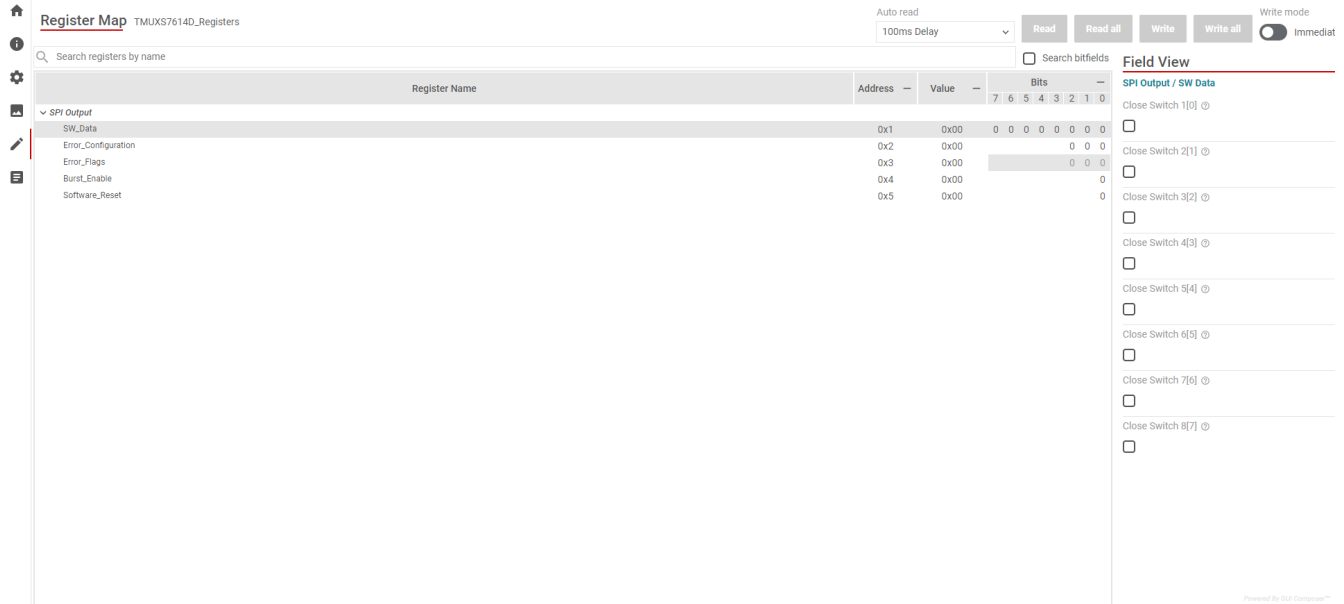 Register Map TMUXS7614D_Registers
Auto read
100ms Delay
Read
Read all
Write
Write all
Write mode
Immediat
Search registers by name
Search bitfields
Register Name Address Value Bits
7 6 5 4 3 2 1 0
SPI Output
SW_Data 0x1 0x00 0 0 0 0 0 0 0 0
Error_Configuration 0x2 0x00 0 0 0
Error_Flags 0x3 0x00 0 0 0
Burst_Enable 0x4 0x00 0
Software_Reset 0x5 0x00 0
Field View
SPI Output / SW Data
Close Switch 1[0]
Close Switch 2[1]
Close Switch 3[2]
Close Switch 4[3]
Close Switch 5[4]
Close Switch 6[5]
Close Switch 7[6]
Close Switch 8[7]
Powered By GUI Composer™